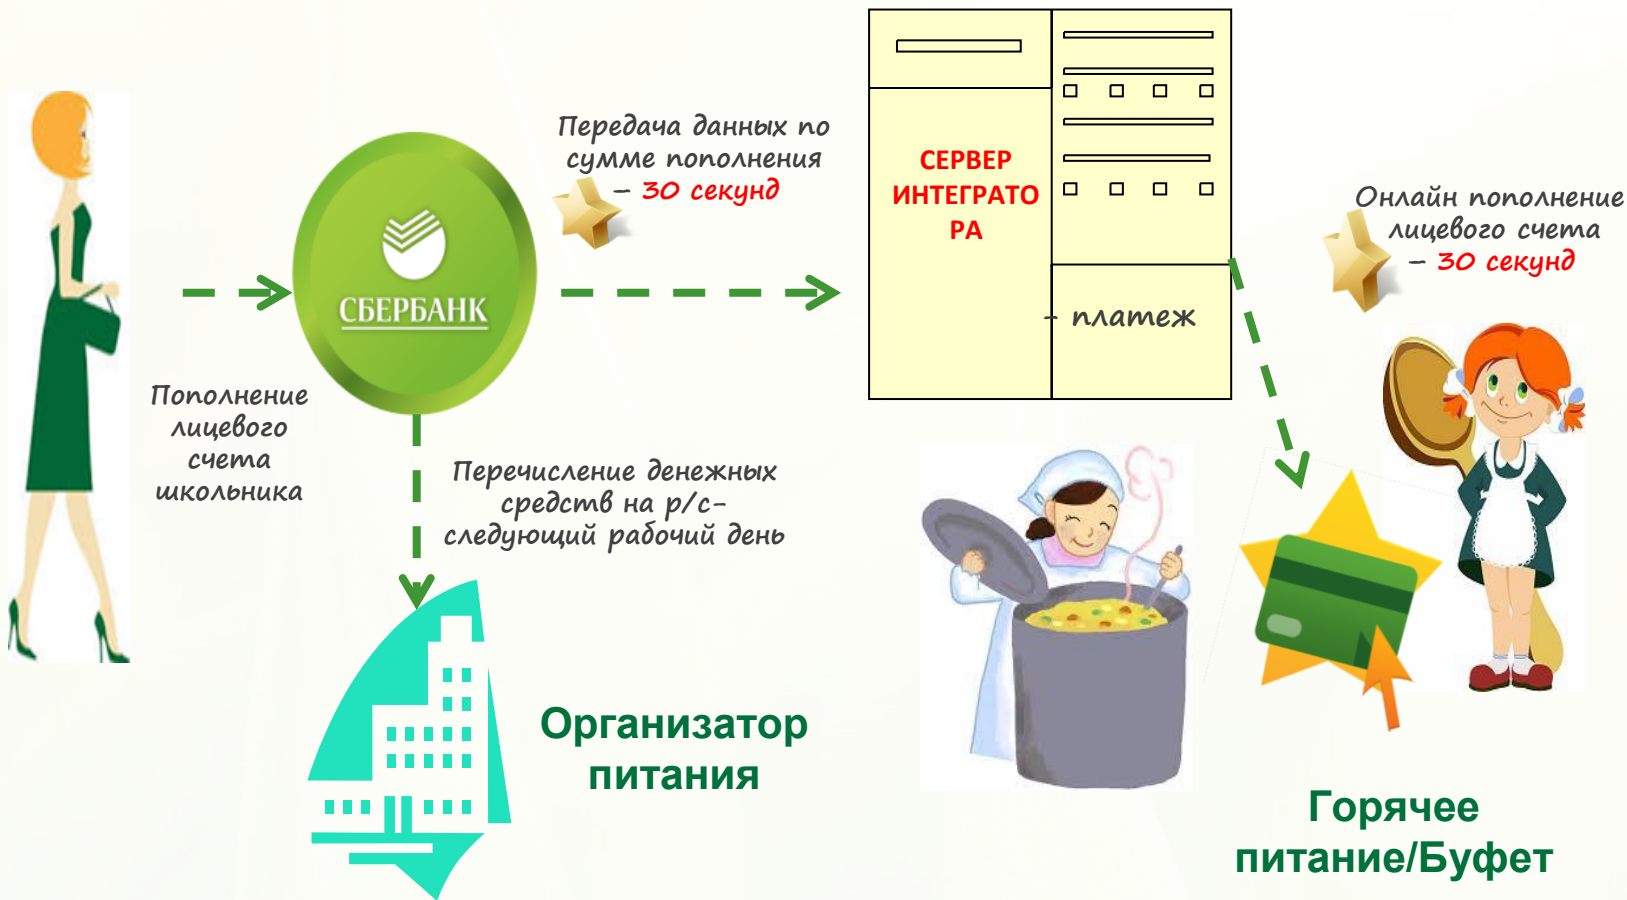 Передача данных по
сумме пополнения
– 30 секунд
СЕРВЕР
ИНТЕГРАТО
РА
Онлайн пополнение
лицевого счета
– 30 секунд
СБЕРБАНК
- платеж
Пополнение
лицевого
счета
школьника
Перечисление денежных
средств на р/с-
следующий рабочий день
Организатор
питания
Горячее
питание/Буфет